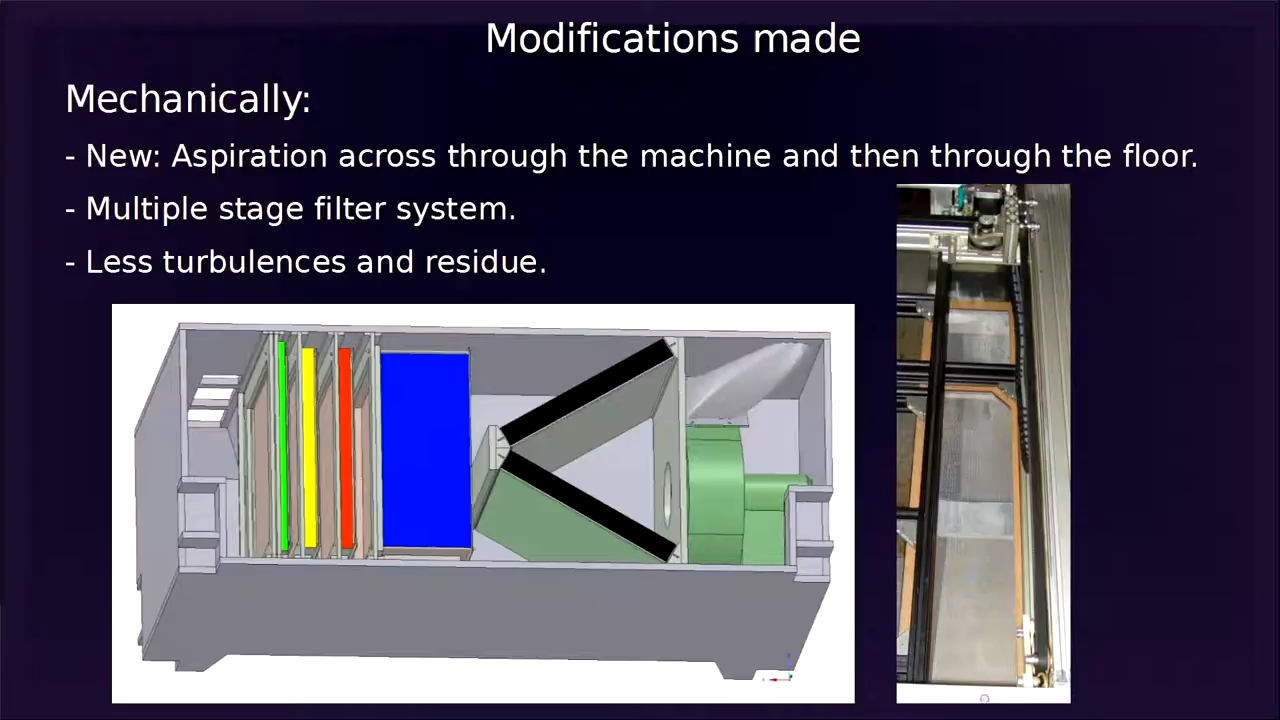 Modifications made
Mechanically:
- New: Aspiration across through the machine and then through the floor.
- Multiple stage filter system.
- Less turbulences and residue.